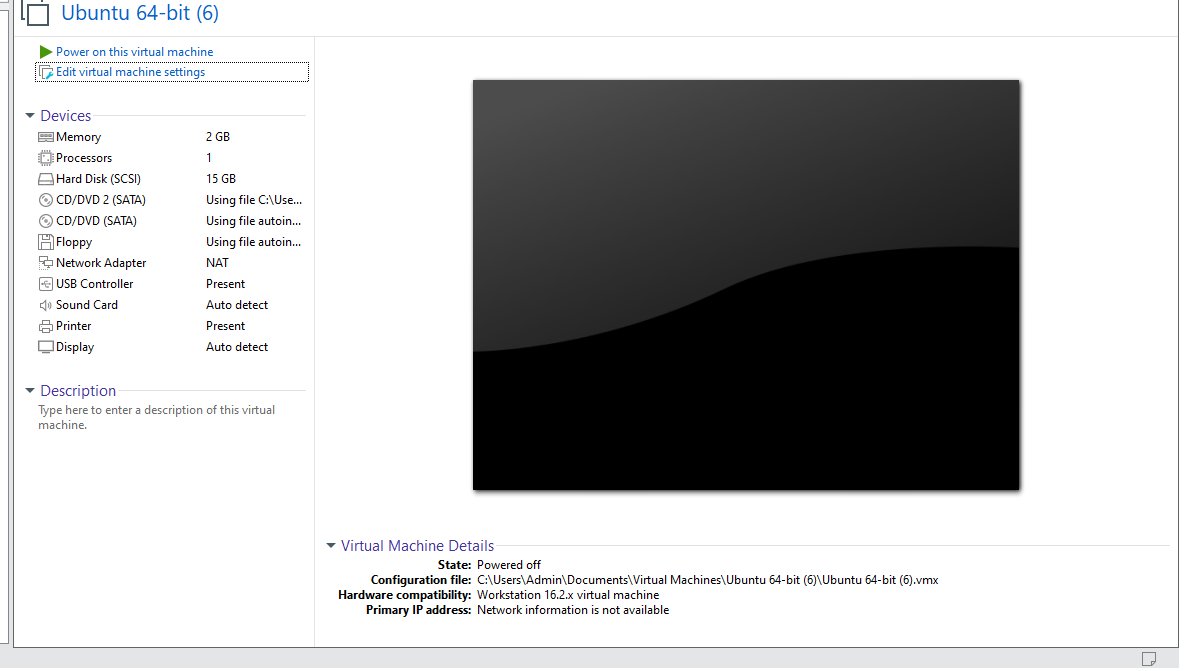 Ubuntu 64-bit (6)
Power on this virtual machine
Edit virtual machine settings
Devices
Memory 2 GB
Processors 1
Hard Disk (SCSI) 15 GB
CD/DVD 2 (SATA) Using file C:\Use...
CD/DVD (SATA) Using file autoin...
Floppy Using file autoin...
Network Adapter NAT
USB Controller Present
Sound Card Auto detect
Printer Present
Display Auto detect
Description
Type here to enter a description of this virtual
machine.
Virtual Machine Details
State: Powered off
Configuration file: C:\Users\Admin\Documents\Virtual Machines\Ubuntu 64-bit (6)\Ubuntu 64-bit (6).vmx
Hardware compatibility: Workstation 16.2.x virtual machine
Primary IP address: Network information is not available